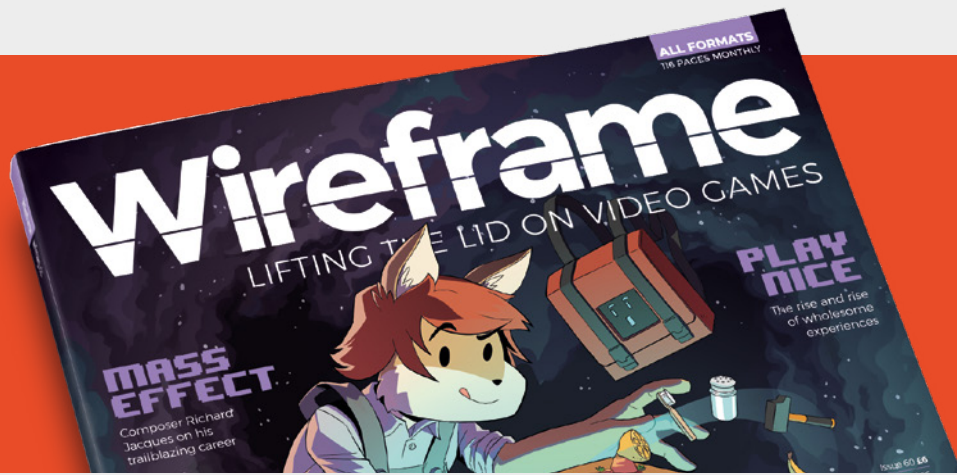 ALL FORMATS
116 PAGES MONTHLY
Wireframe
LIFTING THE LID ON VIDEO GAMES
PLAY
NICE
The rise and rise
of wholesome
experiences
MASS
EFFECT
Composer Richard
Jacques on his
trailblazing career
Issue 60 £6